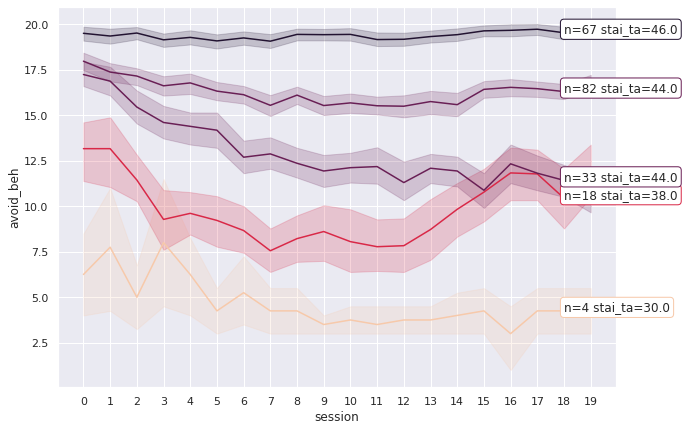 20.0
17.5
15.0
12.5
10.0
7.5
5.0
2.5
avoid_beh
n=67 stai_ta=46.0
n=82 stai_ta=44.0
n=33 stai_ta=44.0
n=18 stai_ta=38.0
n=4 stai_ta=30.0
0 1 2 3 4 5 6 7 8 9 10 11 12 13 14 15 16 17 18 19
session